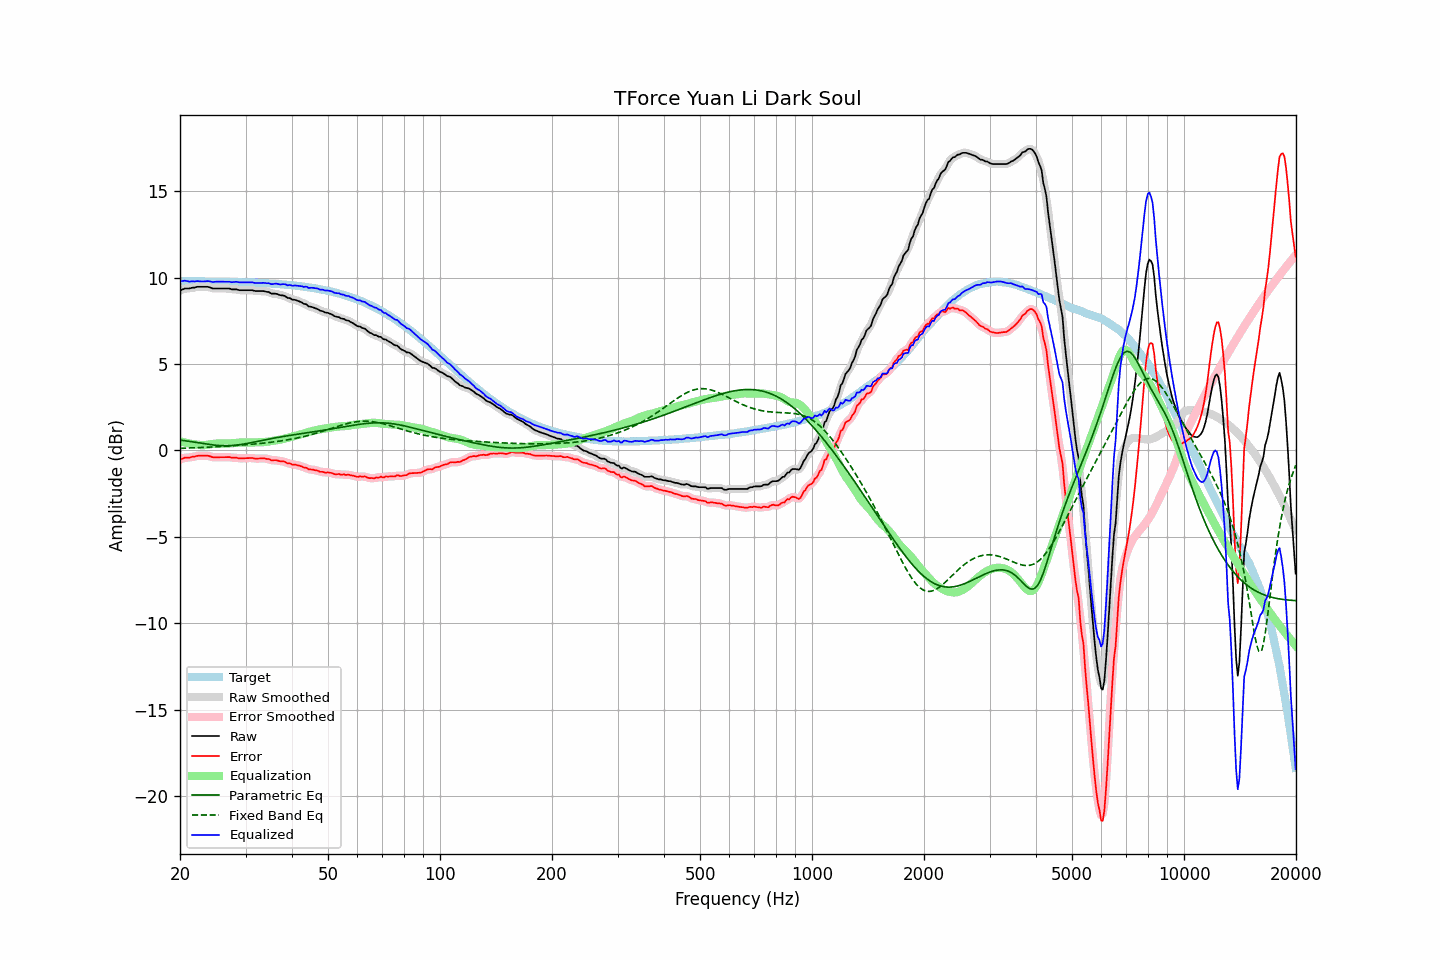 TForce Yuan Li Dark Soul
Amplitude (dBr)
15
10
5
0
−5
−10
−15
−20
Target
Raw Smoothed
Error Smoothed
Raw
Error
Equalization
Parametric Eq
Fixed Band Eq
Equalized
20 50 100 200 500 1000 2000 5000 10000 20000
Frequency (Hz)